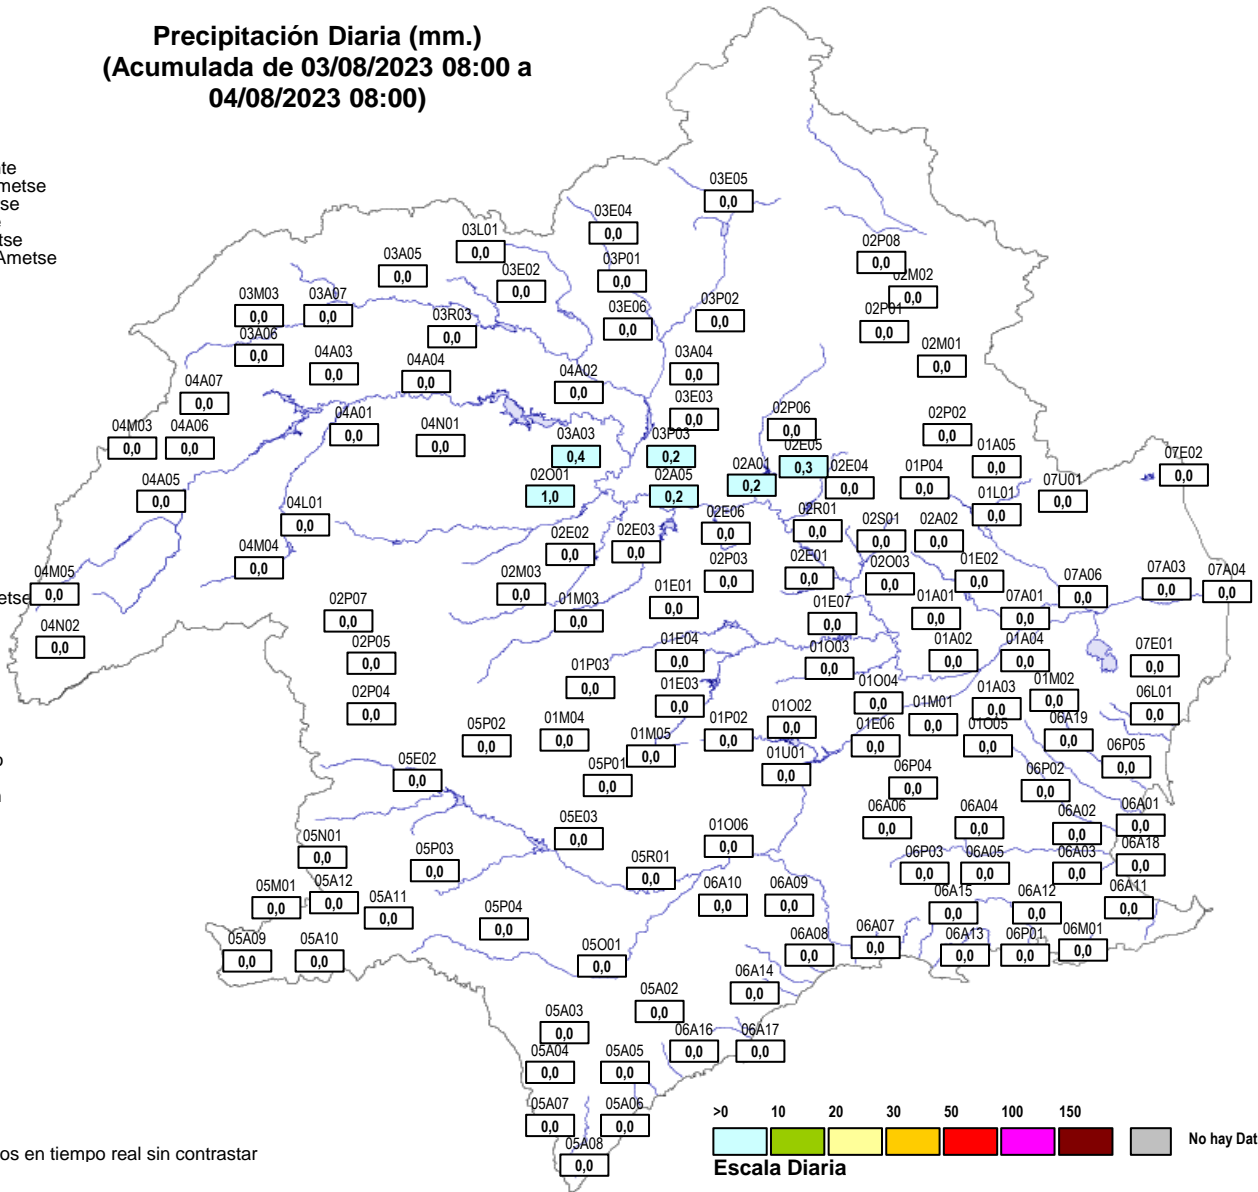 Precipitación Diaria (mm.)
(Acumulada de 03/08/2023 08:00 a
04/08/2023 08:00)
nte
metse
tse
e
tse
Ametse
03E05
0,0
03E04
0,0
03L01
0,0
03A05
0,0
03P01
0,0
03E02
0,0
02P08
0,0
02M02
0,0
03M03
0,0
03A07
0,0
03R03
0,0
03E06
0,0
03P02
0,0
02P01
0,0
03A06
0,0
04A03
0,0
04A04
0,0
04A02
0,0
03A04
0,0
02M01
0,0
04A07
0,0
03E03
0,0
04M03
0,0
04A06
0,0
04A01
0,0
04N01
0,0
03A03
0,4
03P03
0,2
02P06
0,0
02E05
0,3
02P02
0,0
01A05
0,0
07E02
0,0
04A05
0,0
02O01
1,0
02A05
0,2
02A01
0,2
02E04
0,0
01P04
0,0
07U01
0,0
01L01
0,0
04L01
0,0
02E06
0,0
02R01
0,0
02S01
0,0
02A02
0,0
04M04
0,0
02E02
0,0
02E03
0,0
04M05
0,0
etse
02M03
0,0
02P03
0,0
02E01
0,0
02O03
0,0
01E02
0,0
07A06
0,0
07A03
0,0
07A04
0,0
04N02
0,0
02P07
0,0
01M03
0,0
01E01
0,0
01E07
0,0
01A01
0,0
07A01
0,0
02P05
0,0
01E04
0,0
01O03
0,0
01A02
0,0
01A04
0,0
07E01
0,0
02P04
0,0
01P03
0,0
01E03
0,0
01O04
0,0
01M01
0,0
01A03
0,0
01M02
0,0
06L01
0,0
05P02
0,0
01M04
0,0
01M05
0,0
01P02
0,0
01O02
0,0
01E06
0,0
01O05
0,0
06A19
0,0
06P05
0,0
o
05E02
0,0
05P01
0,0
01U01
0,0
06P04
0,0
06P02
0,0
05N01
0,0
05E03
0,0
01O06
0,0
06A06
0,0
06A04
0,0
06A02
0,0
06A01
0,0
05P03
0,0
05R01
0,0
06P03
0,0
06A05
0,0
06A03
0,0
06A18
0,0
05M01
0,0
05A12
0,0
05A11
0,0
05P04
0,0
06A10
0,0
06A09
0,0
06A15
0,0
06A12
0,0
06A11
0,0
05A09
0,0
05A10
0,0
05O01
0,0
06A08
0,0
06A07
0,0
06A13
0,0
06P01
0,0
06M01
0,0
06A14
0,0
05A02
0,0
05A03
0,0
06A16
0,0
06A17
0,0
05A04
0,0
05A05
0,0
05A07
0,0
05A06
0,0
05A08
0,0
>0 10 20 30 50 100 150
No hay Dat
Escala Diaria
os en tiempo real sin contrastar